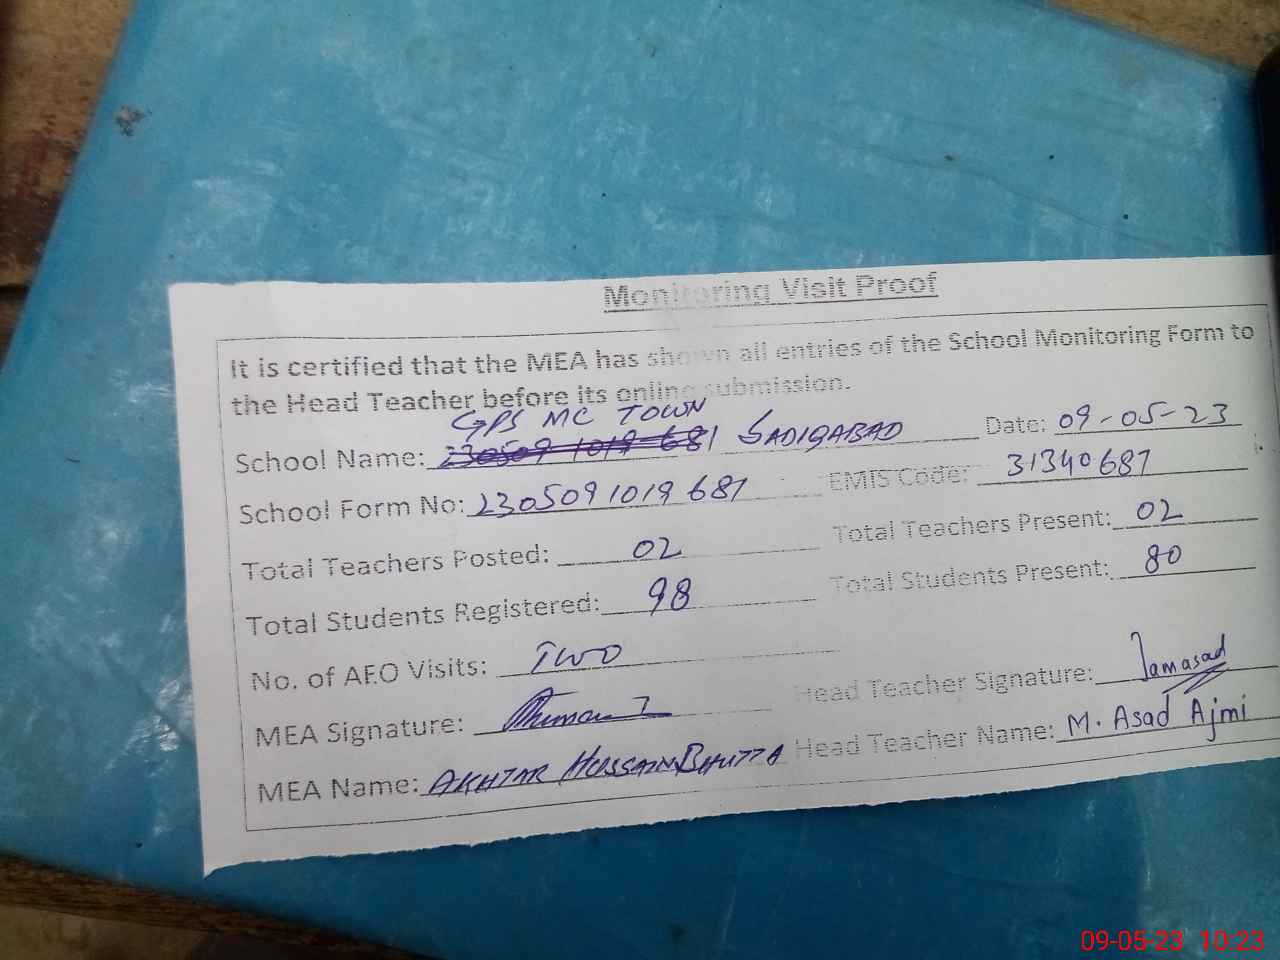 Monitoring Visit Proof
It is certified that the MEA has shown all entries of the School Monitoring Form to
the Head Teacher before its online submission.
GPS MC TOWN
School Name: 2305091019681 SADIQABAD Date: 09-05-23
School Form No: 2305091019681 EMIS Code: 31340681
Total Teachers Posted: 02 Total Teachers Present: 02
Total Students Registered: 98 Total Students Present: 80
No. of AEO Visits: TWO
MEA Signature: Head Teacher Signature: Iamasad
MEA Name: AKHTAR HUSSAIN BHUTTA Head Teacher Name: M. Asad Ajmi
09-05-23 10:23